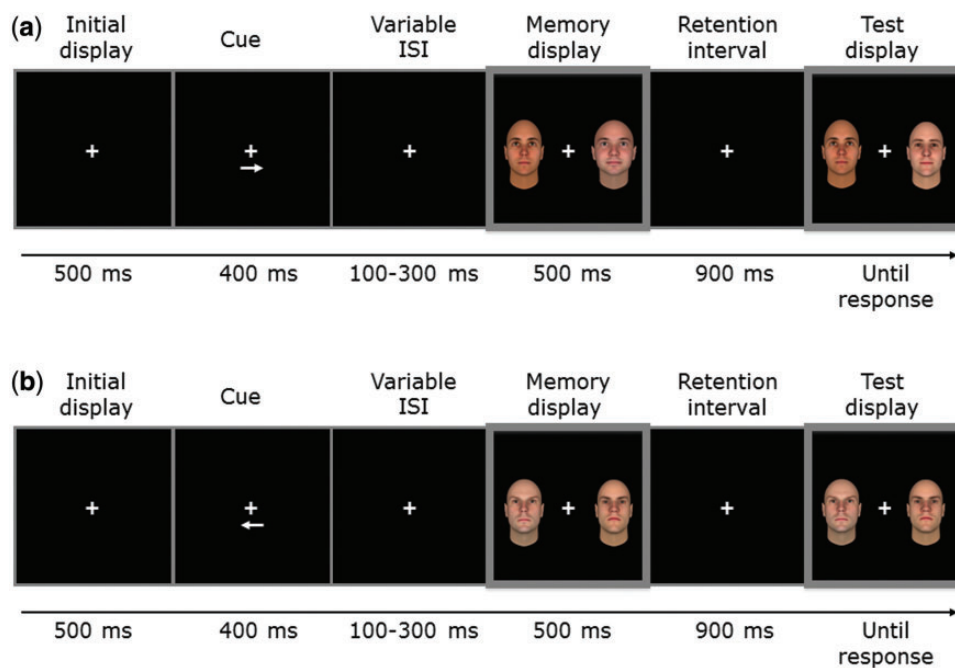 (a)
Initial display
Cue
Variable ISI
Memory display
Retention interval
Test display
500 ms
400 ms
100-300 ms
500 ms
900 ms
Until response
(b)
Initial display
Cue
Variable ISI
Memory display
Retention interval
Test display
500 ms
400 ms
100-300 ms
500 ms
900 ms
Until response